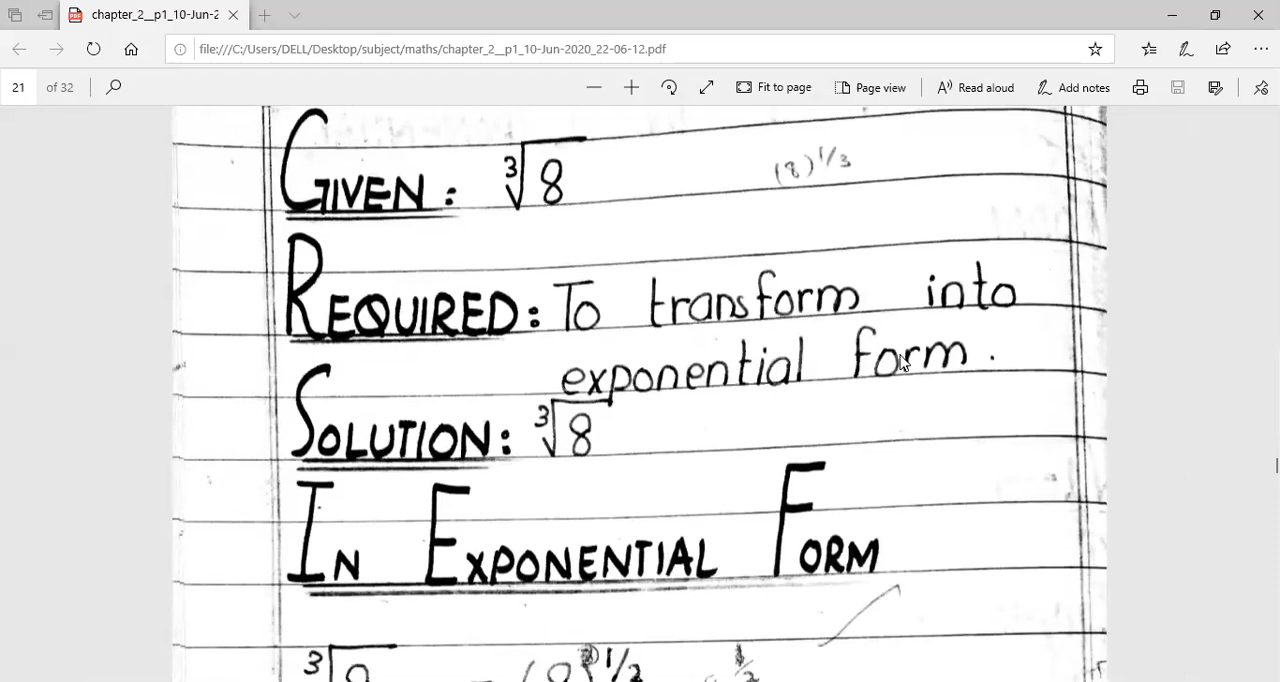 chapter_2__p1_10-Jun-2
file:///C:/Users/DELL/Desktop/subject/maths/chapter_2__p1_10-Jun-2020_22-06-12.pdf
21 of 32
Fit to page
Page view
Read aloud
Add notes
GIVEN: ∛8 (8)^1/3
REQUIRED: To transform into
exponential form.
SOLUTION: ∛8
IN EXPONENTIAL FORM